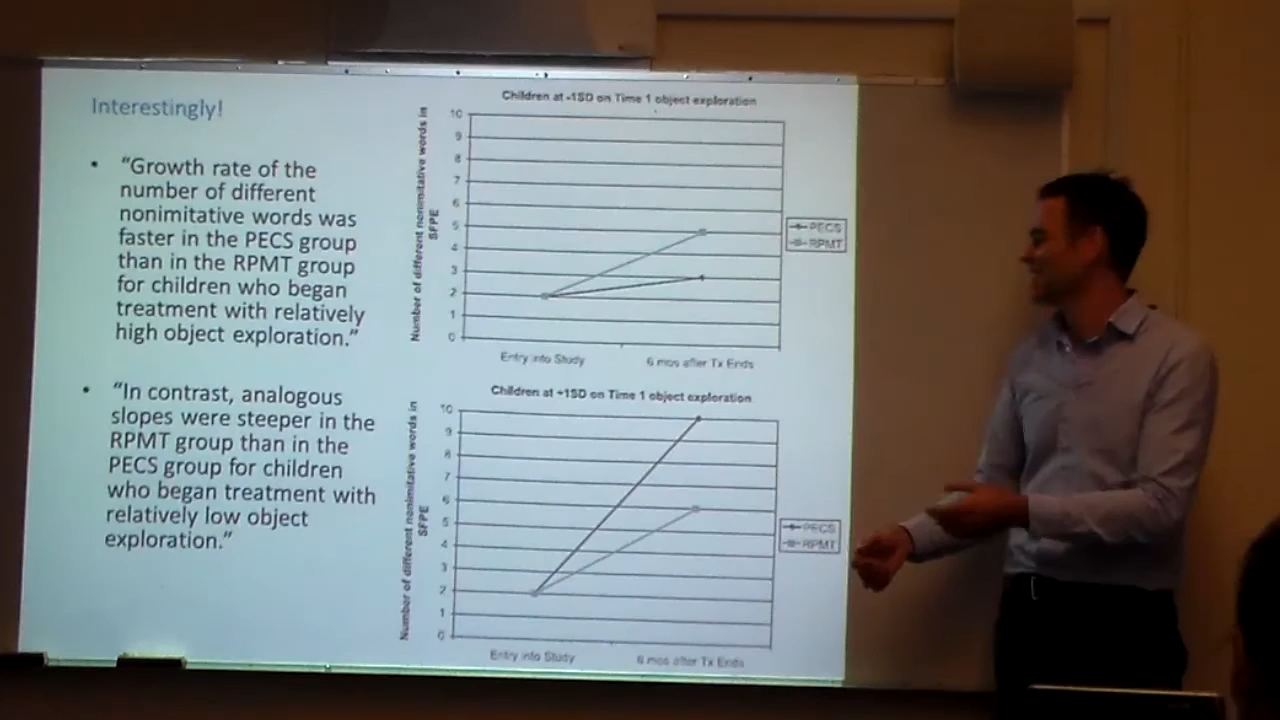 Interestingly!
• "Growth rate of the
number of different
nonimitative words was
faster in the PECS group
than in the RPMT group
for children who began
treatment with relatively
high object exploration."
• "In contrast, analogous
slopes were steeper in the
RPMT group than in the
PECS group for children
who began treatment with
relatively low object
exploration."
Children at -1SD on Time 1 object exploration
Number of different nonimitative words in
SFPE
10
9
8
7
6
5
4
3
2
1
0
Entry into Study
6 mos after Tx Ends
PECS
RPMT
Children at +1SD on Time 1 object exploration
Number of different nonimitative words in
SFPE
10
9
8
7
6
5
4
3
2
1
0
Entry into Study
6 mos after Tx Ends
PECS
RPMT